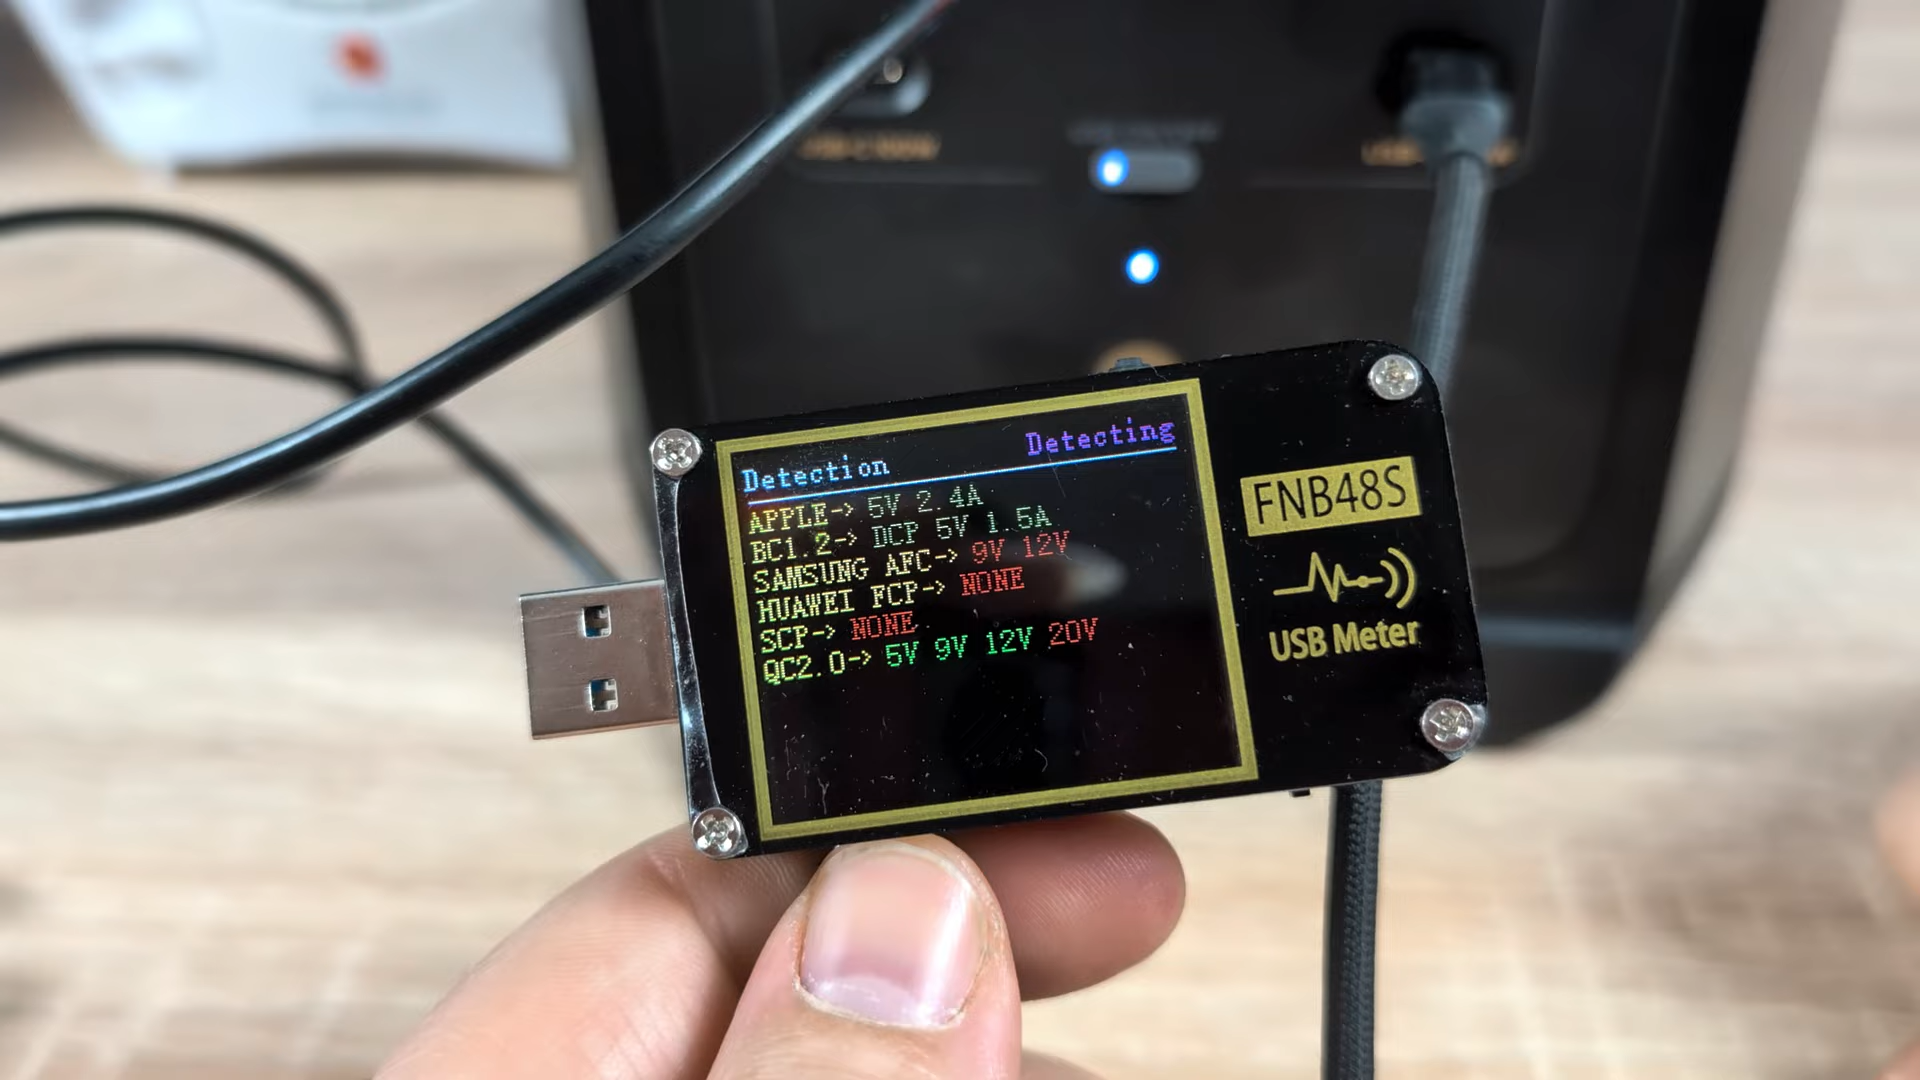 Detection Detecting
APPLE-> 5V 2.4A
BC1.2-> DCP 5V 1.5A
SAMSUNG AFC-> 9V 12V
HUAWEI FCP-> NONE
SCP-> NONE
QC2.0-> 5V 9V 12V 20V
FNB48S
USB Meter